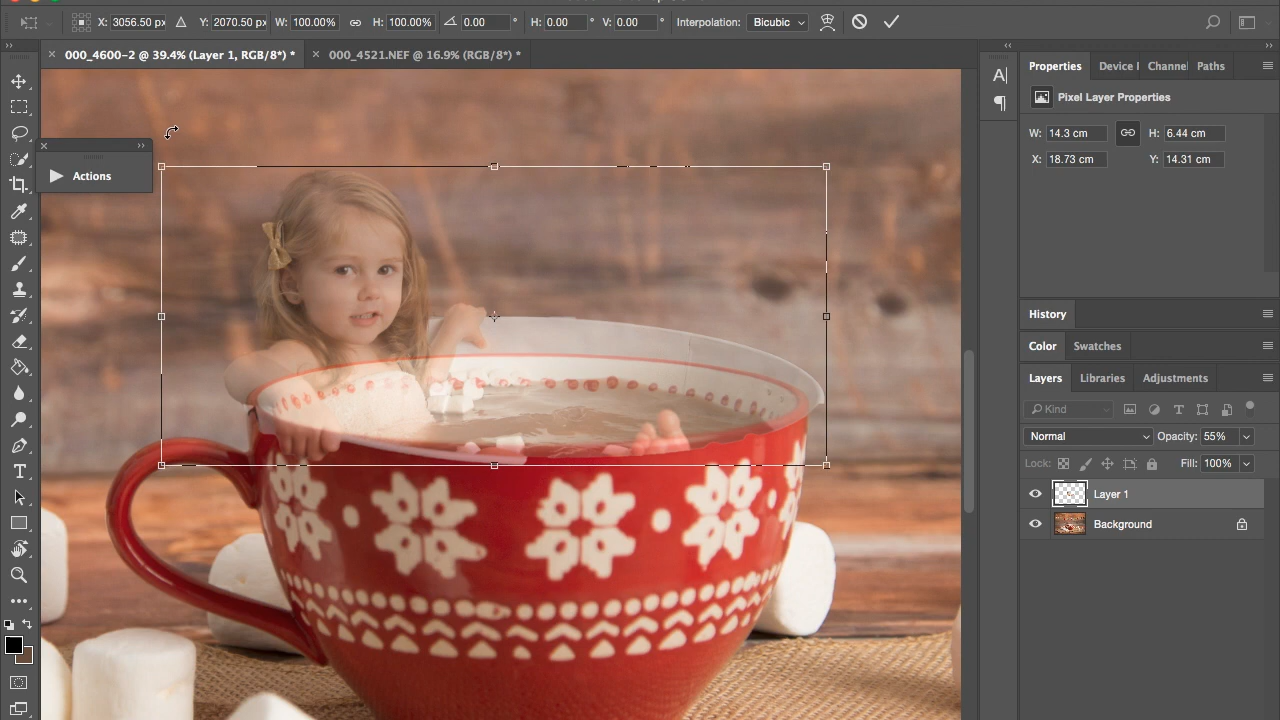 X: 3056.50 px Y: 2070.50 px W: 100.00% H: 100.00% 0.00 ° H: 0.00 ° V: 0.00 ° Interpolation: Bicubic
000_4600-2 @ 39.4% (Layer 1, RGB/8*) * 000_4521.NEF @ 16.9% (RGB/8*) *
Actions
A
Properties Device Channel Paths
Pixel Layer Properties
W: 14.3 cm H: 6.44 cm
X: 18.73 cm Y: 14.31 cm
History
Color Swatches
Layers Libraries Adjustments
Kind
Normal Opacity: 55%
Lock: Fill: 100%
Layer 1
Background